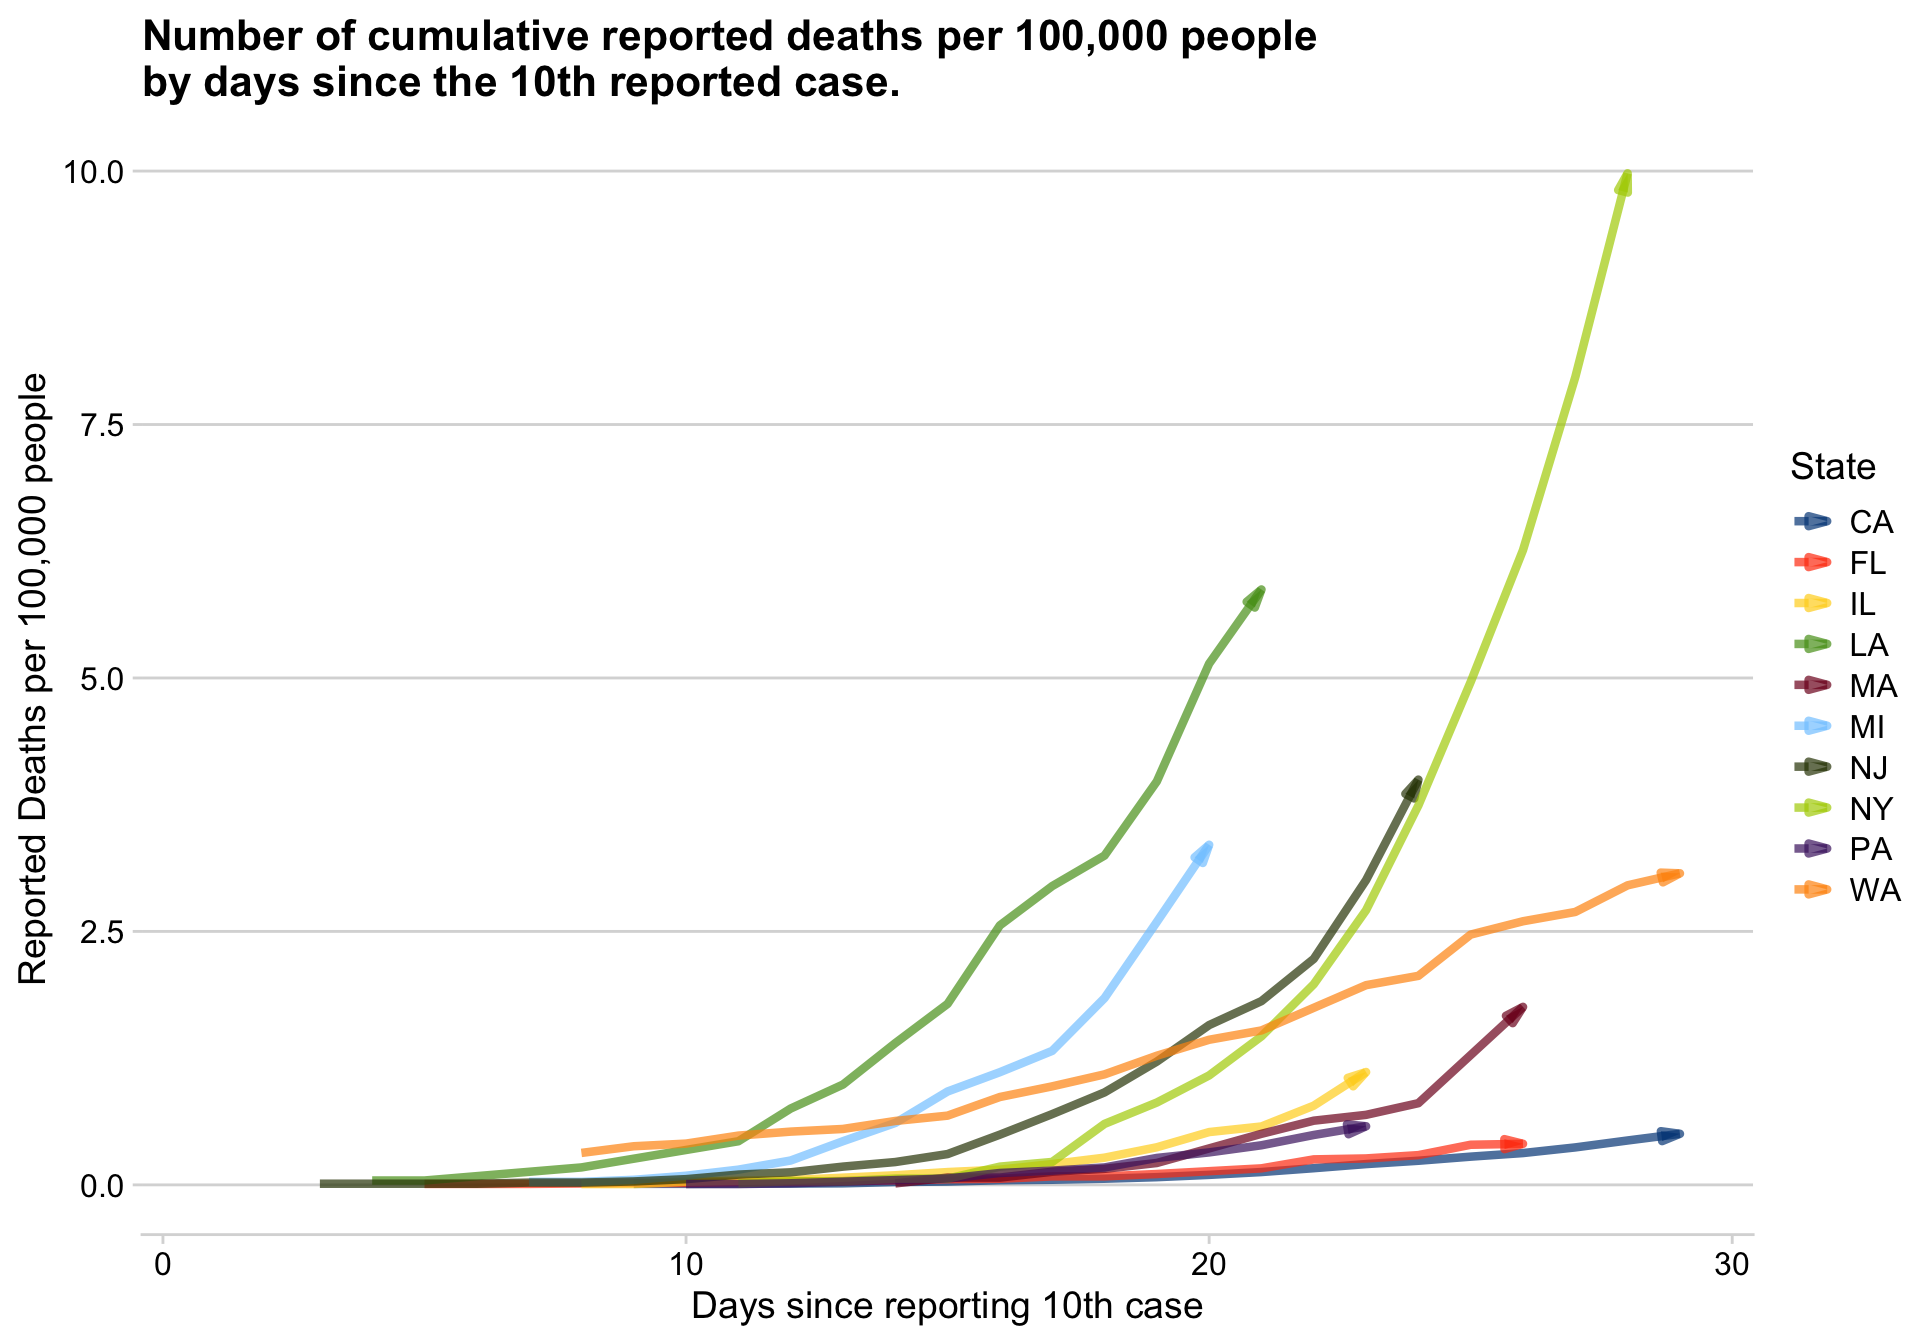 Number of cumulative reported deaths per 100,000 people
by days since the 10th reported case.
Reported Deaths per 100,000 people
10.0
7.5
5.0
2.5
0.0
0
10
20
30
Days since reporting 10th case
State
CA
FL
IL
LA
MA
MI
NJ
NY
PA
WA